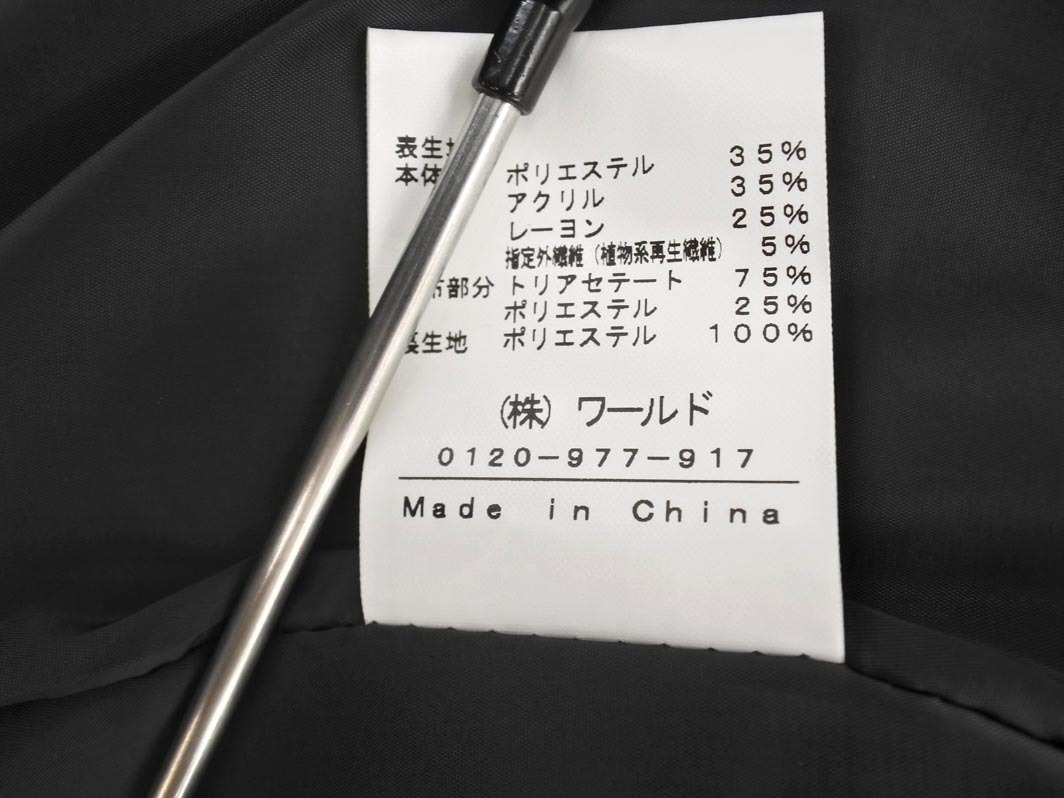 表生
本体 ポリエステル 35%
アクリル 35%
レーヨン 25%
指定外繊維(植物系再生繊維) 5%
部分 トリアセテート 75%
ポリエステル 25%
裏生地 ポリエステル 100%
(株) ワールド
0120-977-917
Made in China